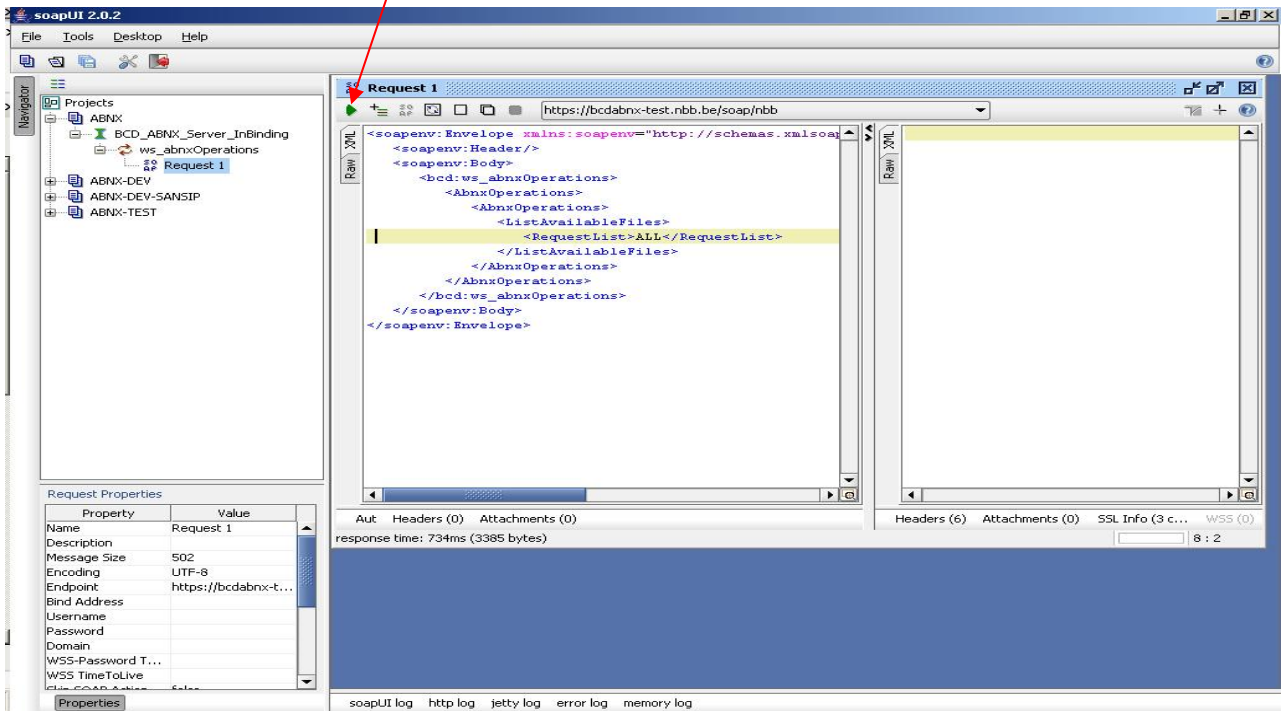 soapUI 2.0.2
File Tools Desktop Help
Navigator
Projects
ABNX
BCD_ABNX_Server_InBinding
ws_abnxOperations
Request 1
ABNX-DEV
ABNX-DEV-SANSIP
ABNX-TEST
Request Properties
Property Value
Name Request 1
Description
Message Size 502
Encoding UTF-8
Endpoint https://bcdabnx-t...
Bind Address
Username
Password
Domain
WSS-Password T...
WSS TimeToLive
Properties
Request 1
https://bcdabnx-test.nbb.be/soap/nbb
XML
Raw
<soapenv:Envelope xmlns:soapenv="http://schemas.xmlsoap
<soapenv:Header/>
<soapenv:Body>
<bcd:ws_abnxOperations>
<AbnxOperations>
<AbnxOperations>
<ListAvailableFiles>
<RequestList>ALL</RequestList>
</ListAvailableFiles>
</AbnxOperations>
</AbnxOperations>
</bcd:ws_abnxOperations>
</soapenv:Body>
</soapenv:Envelope>
Aut Headers (0) Attachments (0)
XML
Raw
Headers (6) Attachments (0) SSL Info (3 c... WSS (0)
response time: 734ms (3385 bytes)
8 : 2
soapUI log http log jetty log error log memory log